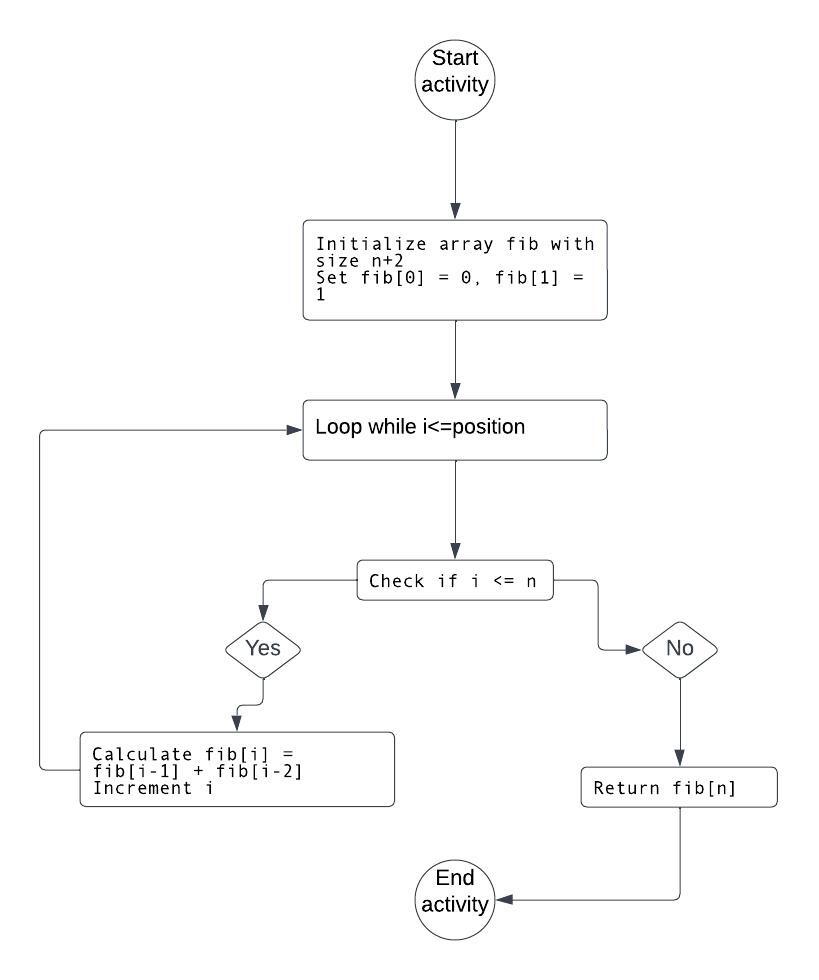 Start
activity
Initialize array fib with
size n+2
Set fib[0] = 0, fib[1] =
1
Loop while i<=position
Check if i <= n
Yes
No
Calculate fib[i] =
fib[i-1] + fib[i-2]
Increment i
Return fib[n]
End
activity